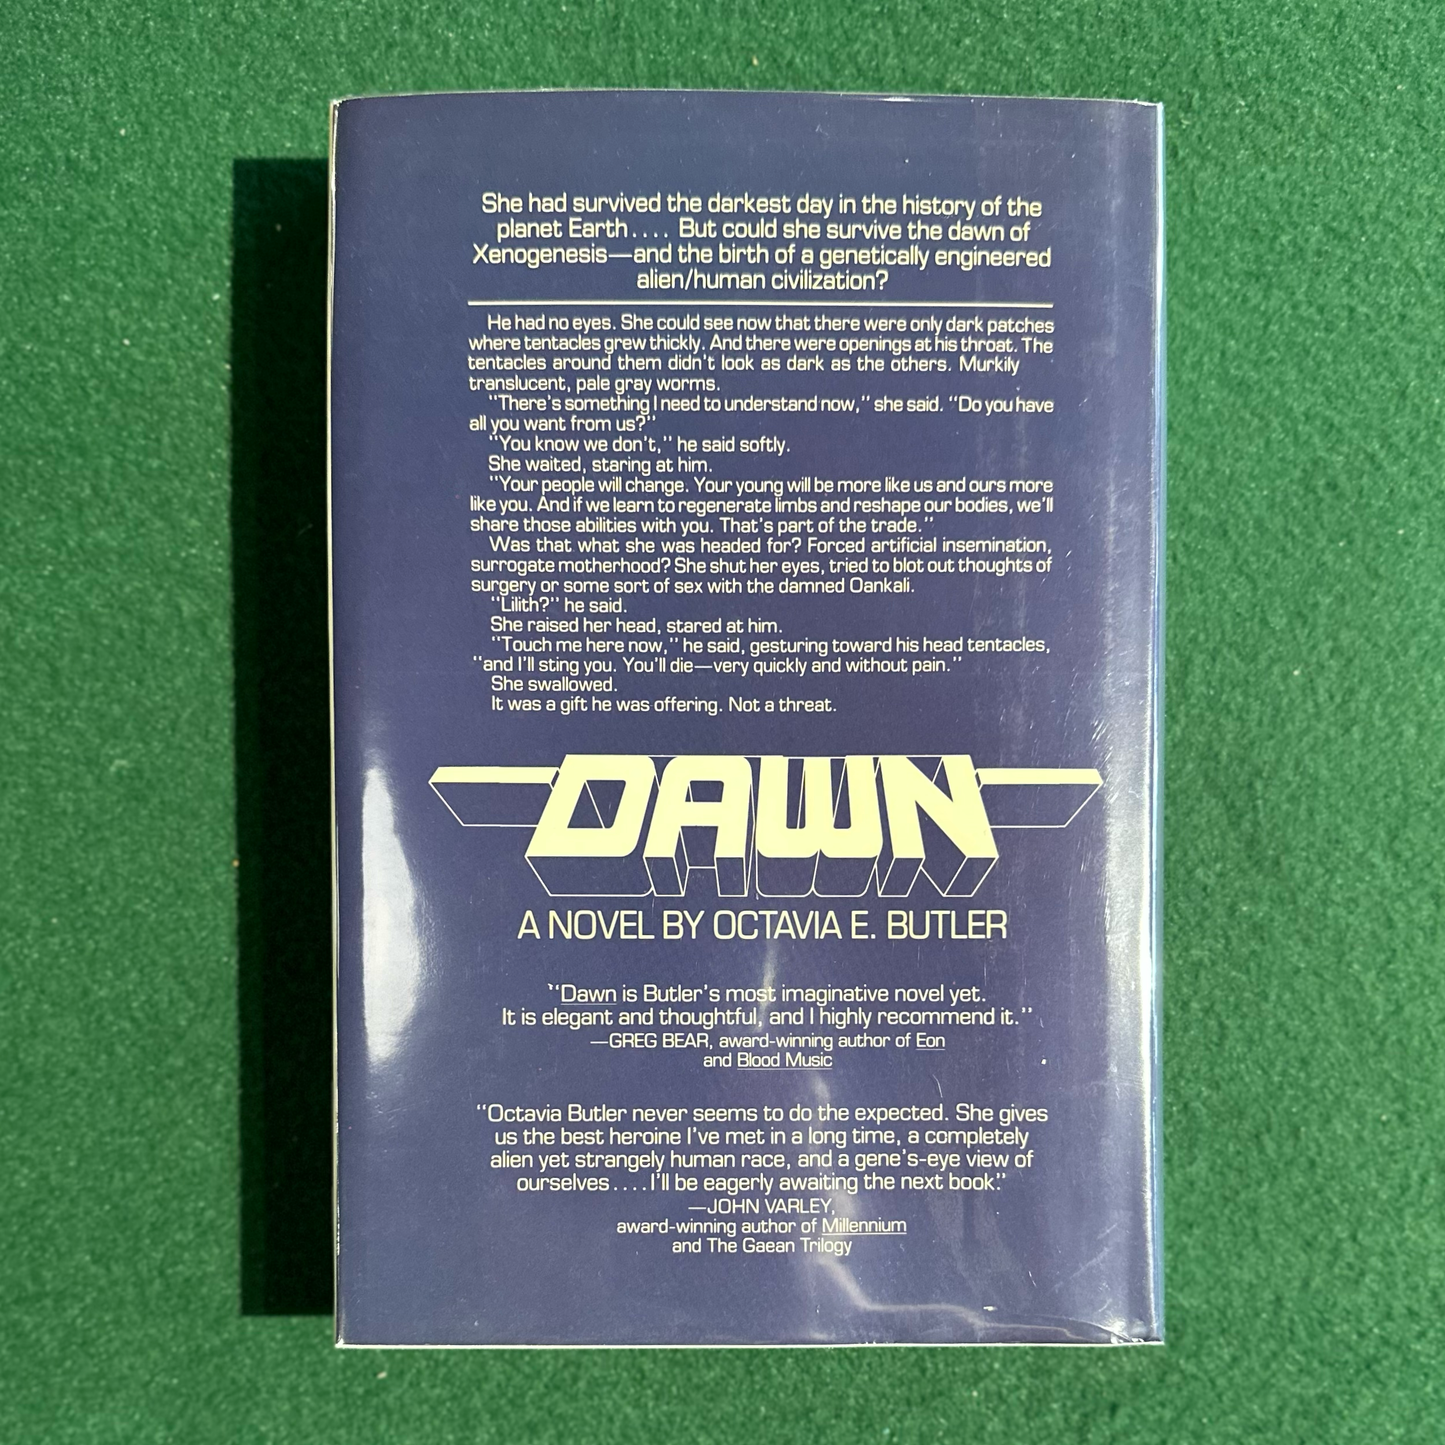 She had survived the darkest day in the history of the
planet Earth.... But could she survive the dawn of
Xenogenesis—and the birth of a genetically engineered
alien/human civilization?
He had no eyes. She could see now that there were only dark patches
where tentacles grew thickly. And there were openings at his throat. The
tentacles around them didn't look as dark as the others. Murkily
translucent, pale gray worms.
"There's something I need to understand now," she said. "Do you have
all you want from us?"
"You know we don't," he said softly.
She waited, staring at him.
"Your people will change. Your young will be more like us and ours more
like you. And if we learn to regenerate limbs and reshape our bodies, we'll
share those abilities with you. That's part of the trade."
Was that what she was headed for? Forced artificial insemination,
surrogate motherhood? She shut her eyes, tried to blot out thoughts of
surgery or some sort of sex with the damned Oankali.
"Lilith?" he said.
She raised her head, stared at him.
"Touch me here now," he said, gesturing toward his head tentacles,
"and I'll sting you. You'll die—very quickly and without pain."
She swallowed.
It was a gift he was offering. Not a threat.
DAWN
A NOVEL BY OCTAVIA E. BUTLER
"Dawn is Butler's most imaginative novel yet.
It is elegant and thoughtful, and I highly recommend it."
—GREG BEAR, award-winning author of Eon
and Blood Music
"Octavia Butler never seems to do the expected. She gives
us the best heroine I've met in a long time, a completely
alien yet strangely human race, and a gene's-eye view of
ourselves....I'll be eagerly awaiting the next book."
—JOHN VARLEY,
award-winning author of Millennium
and The Gaean Trilogy